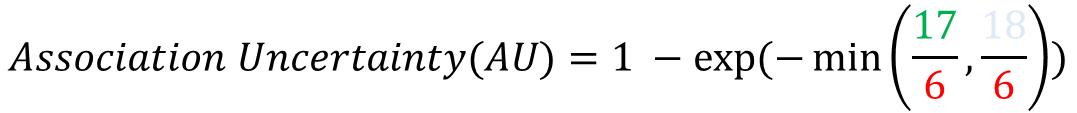 Association Uncertainty(AU) = 1 − exp(− min(17/6, 18/6))